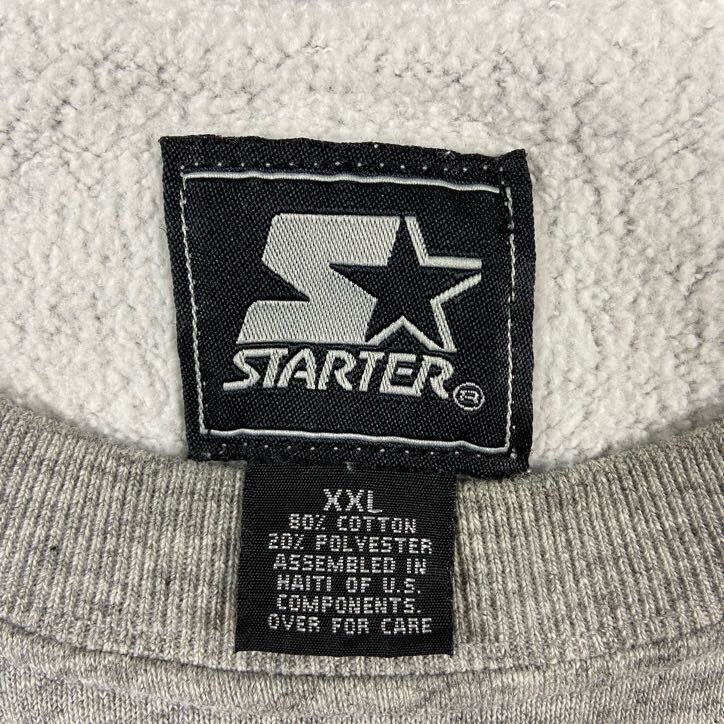 STARTER®
XXL
80% COTTON
20% POLYESTER
ASSEMBLED IN
HAITI OF U.S.
COMPONENTS.
OVER FOR CARE